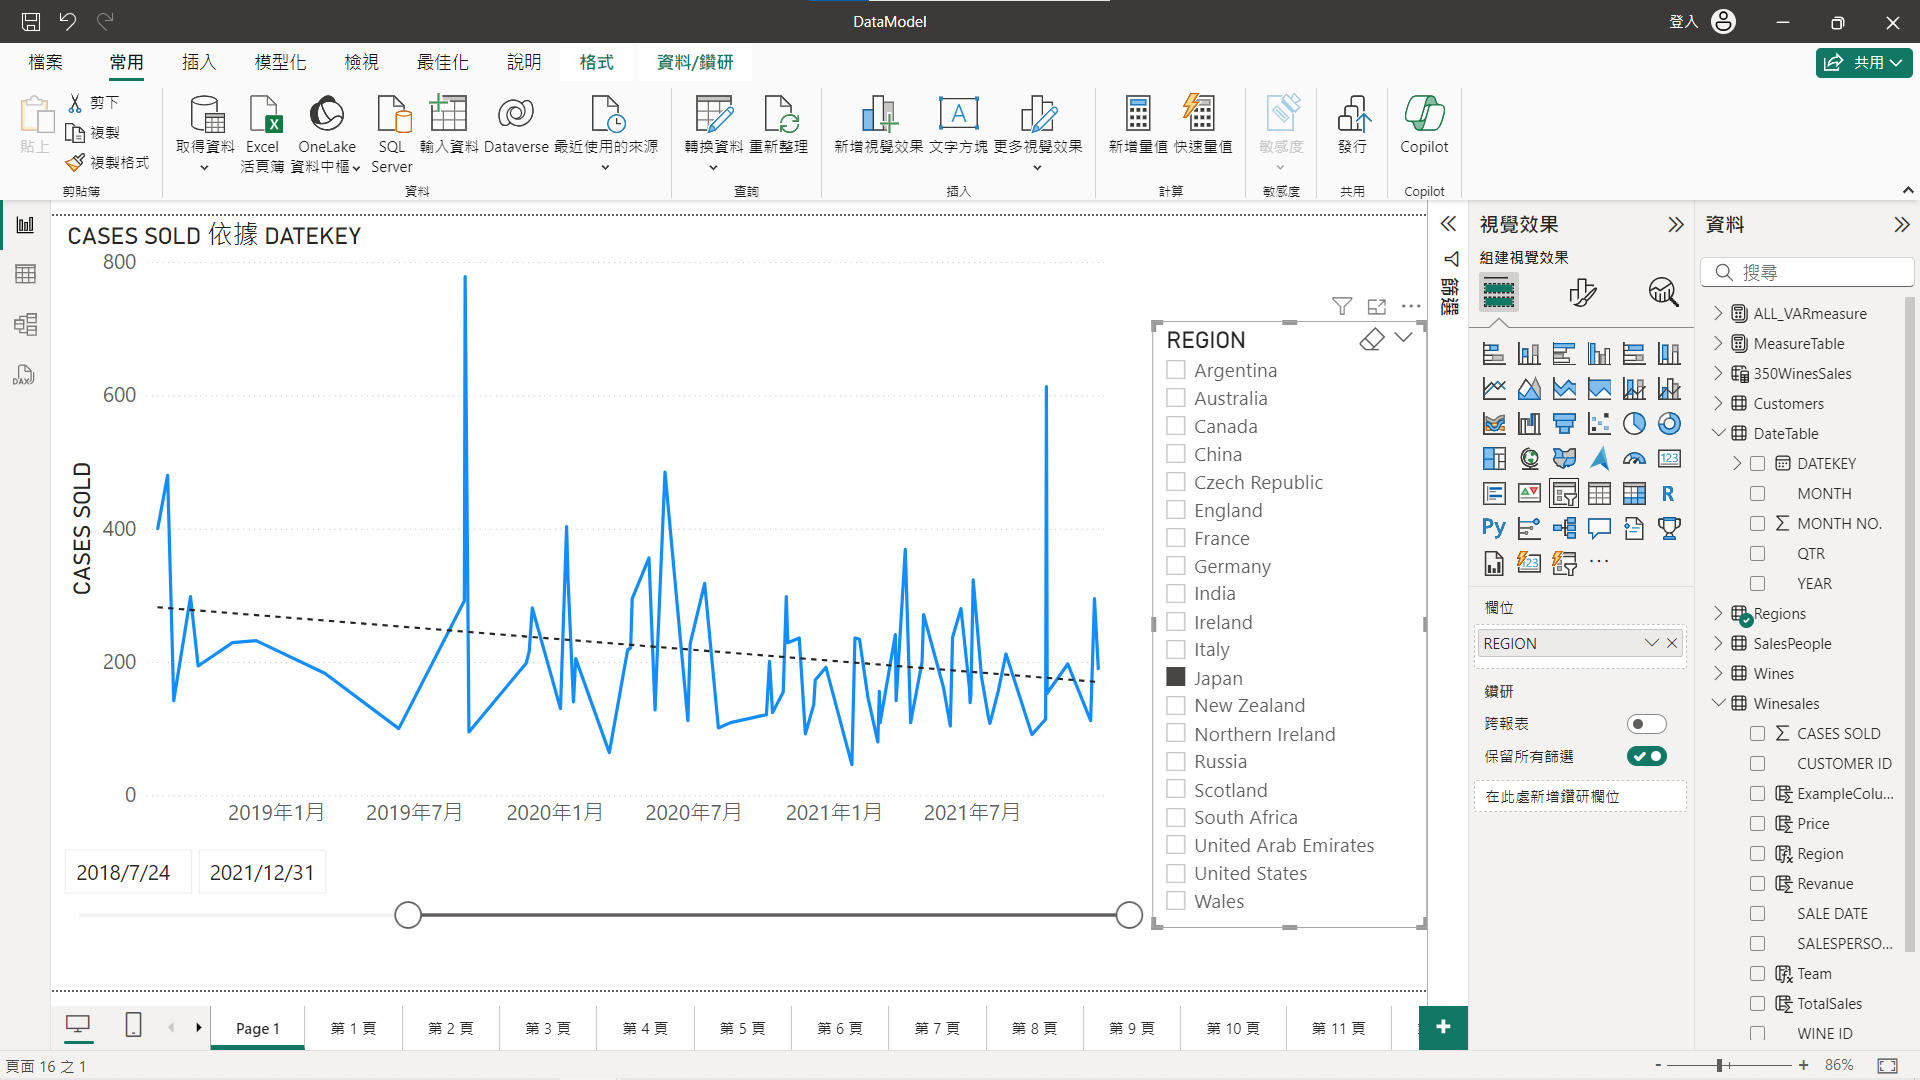 DataModel
登入
檔案 常用 插入 模型化 檢視 最佳化 說明 格式 資料/鑽研
共用
貼上
剪下
複製
複製格式
剪貼簿
取得資料
Excel
活頁簿
OneLake
資料中樞
SQL
Server
輸入資料
Dataverse
最近使用的來源
資料
轉換資料
重新整理
查詢
新增視覺效果
文字方塊
更多視覺效果
插入
新增量值
快速量值
計算
敏感度
敏感度
發行
共用
Copilot
Copilot
CASES SOLD 依據 DATEKEY
CASES SOLD
800
600
400
200
0
2019年1月 2019年7月 2020年1月 2020年7月 2021年1月 2021年7月
2018/7/24
2021/12/31
REGION
Argentina
Australia
Canada
China
Czech Republic
England
France
Germany
India
Ireland
Italy
Japan
New Zealand
Northern Ireland
Russia
Scotland
South Africa
United Arab Emirates
United States
Wales
篩選
視覺效果
組建視覺效果
123
R
Py
123
...
欄位
REGION
鑽研
跨報表
保留所有篩選
在此處新增鑽研欄位
資料
搜尋
ALL_VARmeasure
MeasureTable
350WinesSales
Customers
DateTable
DATEKEY
MONTH
MONTH NO.
QTR
YEAR
Regions
SalesPeople
Wines
Winesales
CASES SOLD
CUSTOMER ID
ExampleColu...
Price
Region
Revanue
SALE DATE
SALESPERSO...
Team
TotalSales
WINE ID
DAX
Page 1 第 1 頁 第 2 頁 第 3 頁 第 4 頁 第 5 頁 第 6 頁 第 7 頁 第 8 頁 第 9 頁 第 10 頁 第 11 頁
+
頁面 16 之 1
- + 86%